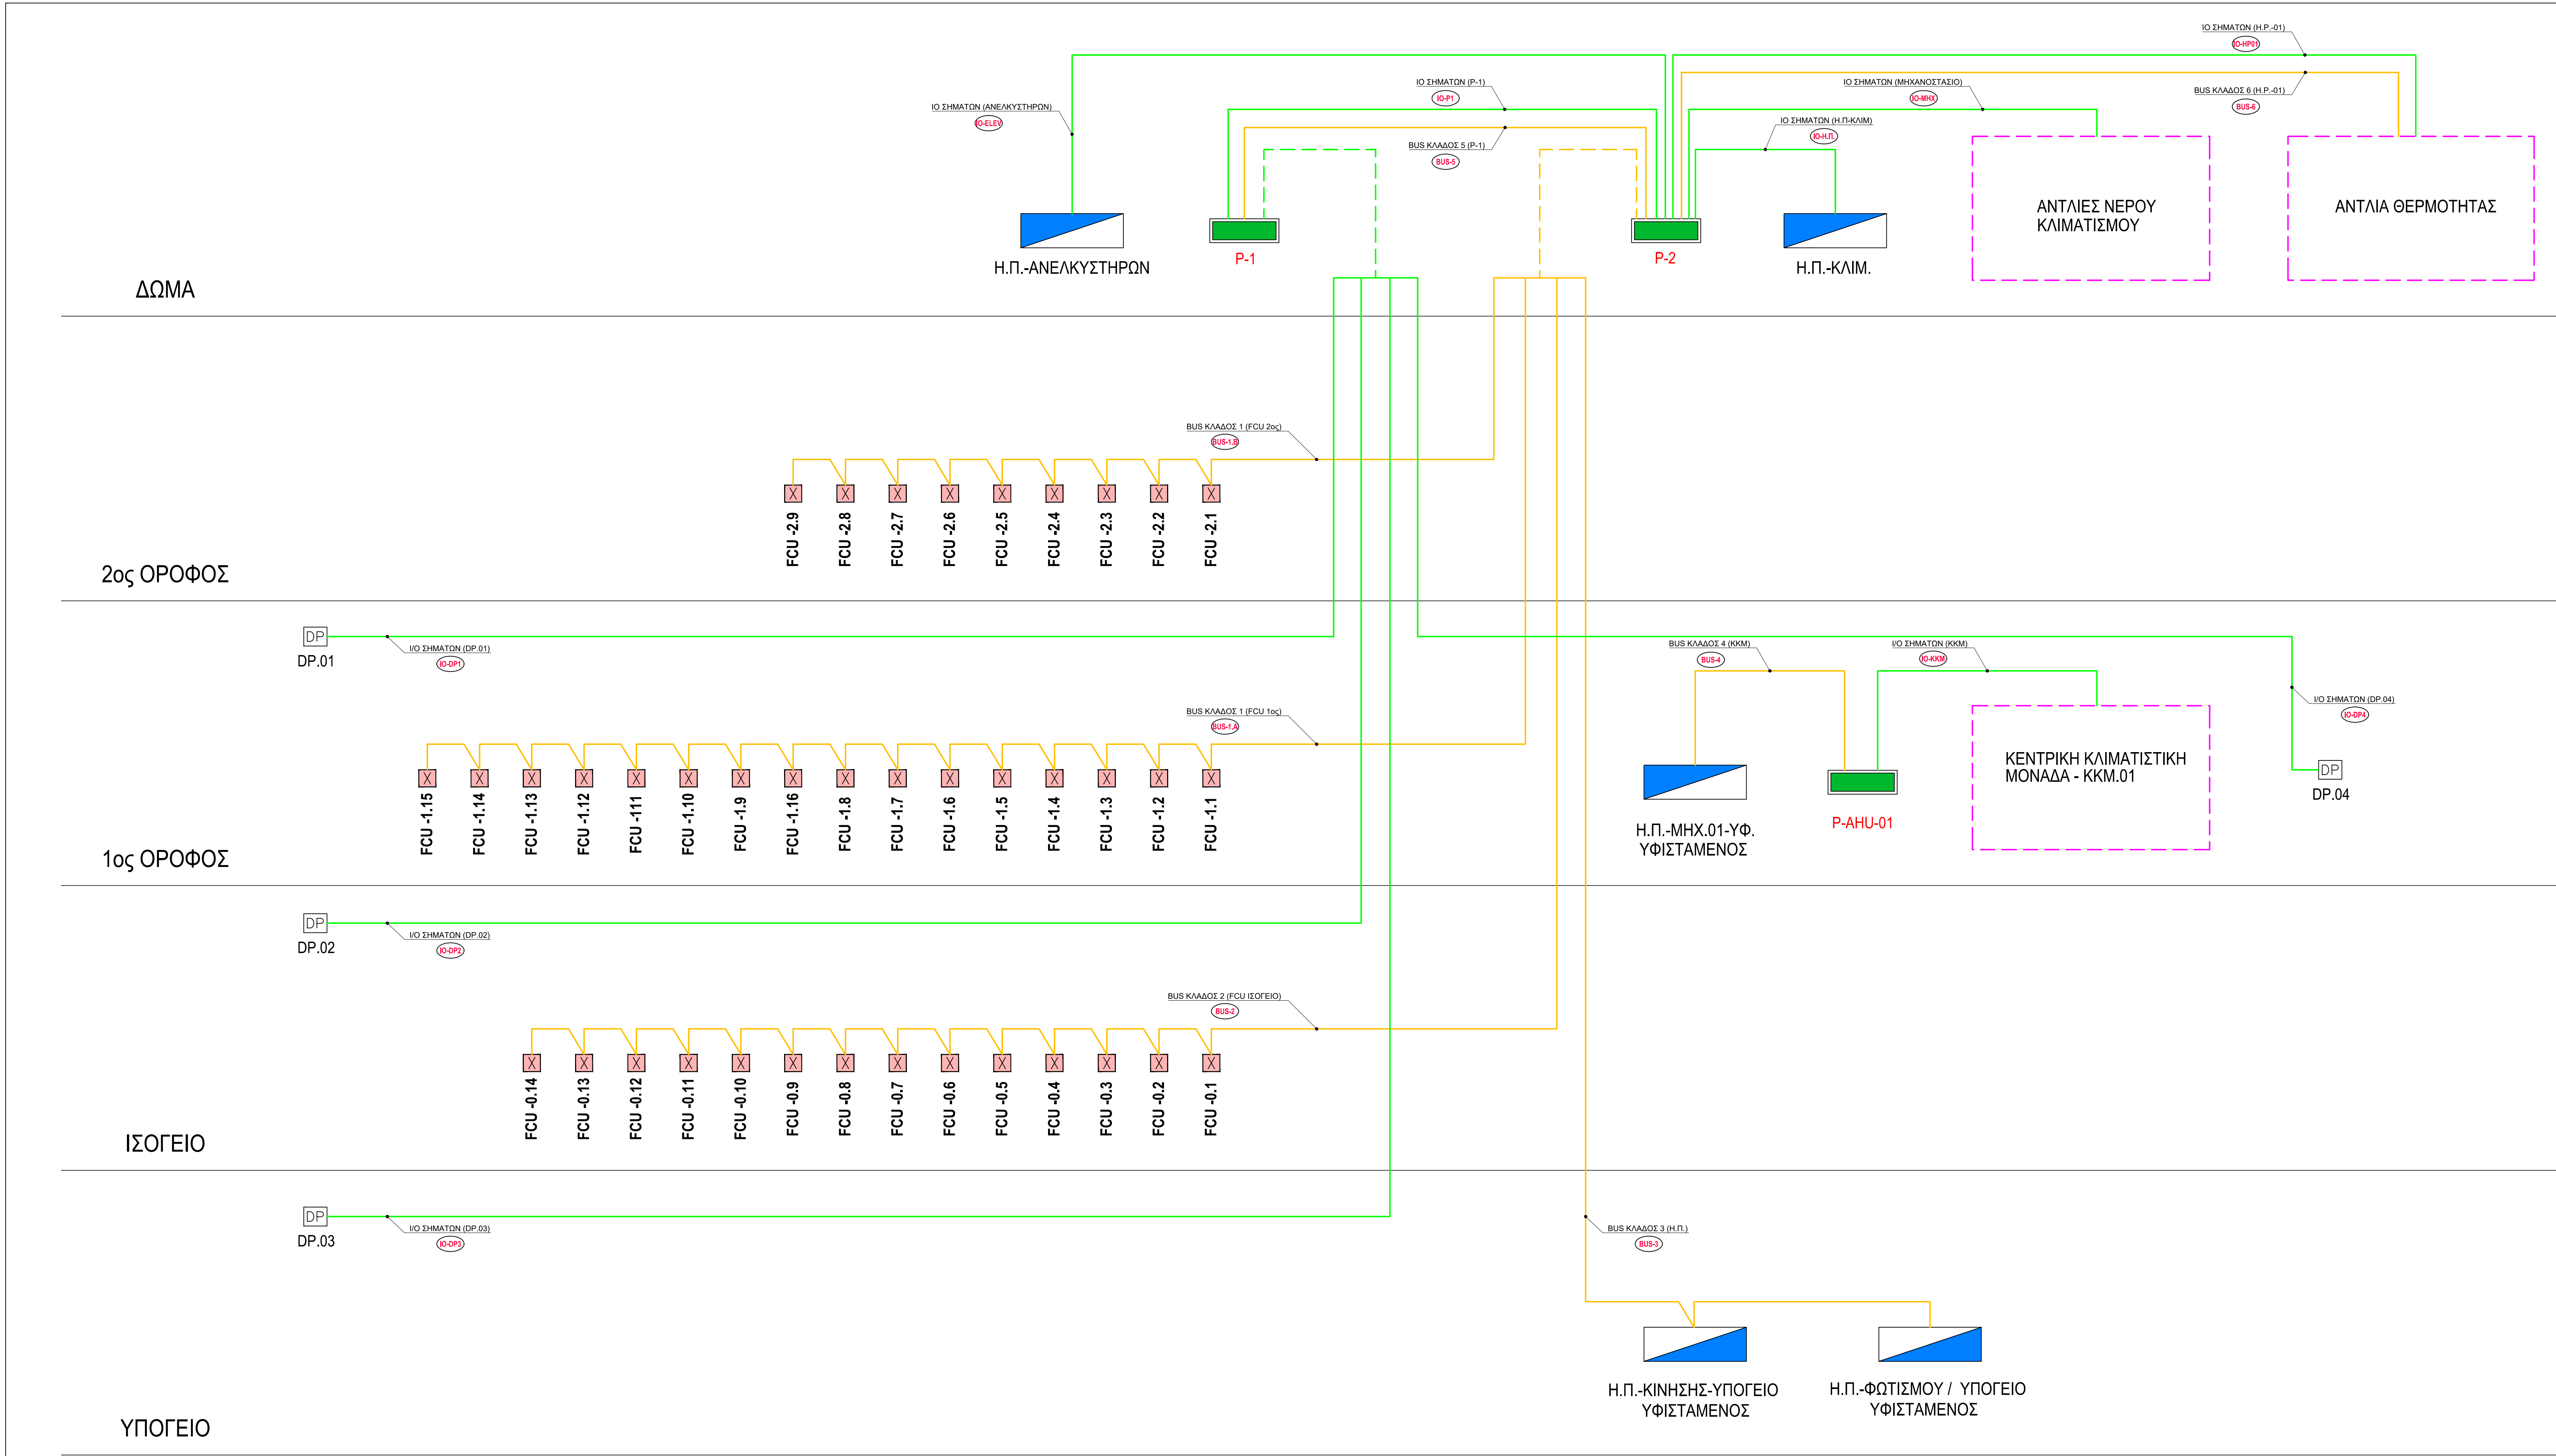 ΙΟ ΣΗΜΑΤΩΝ (Η.Ρ.-01)
IO-HP01
ΙΟ ΣΗΜΑΤΩΝ (P-1)
IO-P1
ΙΟ ΣΗΜΑΤΩΝ (ΜΗΧΑΝΟΣΤΑΣΙΟ)
IO-MHX
BUS ΚΛΑΔΟΣ 6 (H.P.-01)
BUS-6
ΙΟ ΣΗΜΑΤΩΝ (ΑΝΕΛΚΥΣΤΗΡΩΝ)
IO-ELEV
ΙΟ ΣΗΜΑΤΩΝ (Η.Π-ΚΛΙΜ)
IO-Η.Π.
BUS ΚΛΑΔΟΣ 5 (P-1)
BUS-5
ΑΝΤΛΙΕΣ ΝΕΡΟΥ
ΚΛΙΜΑΤΙΣΜΟΥ
ΑΝΤΛΙΑ ΘΕΡΜΟΤΗΤΑΣ
Η.Π.-ΑΝΕΛΚΥΣΤΗΡΩΝ
P-1
P-2
Η.Π.-ΚΛΙΜ.
ΔΩΜΑ
BUS ΚΛΑΔΟΣ 1 (FCU 2ος)
BUS-1.B
X X X X X X X X X
FCU -2.9
FCU -2.8
FCU -2.7
FCU -2.6
FCU -2.5
FCU -2.4
FCU -2.3
FCU -2.2
FCU -2.1
2ος ΟΡΟΦΟΣ
DP
DP.01
I/O ΣΗΜΑΤΩΝ (DP.01)
IO-DP1
BUS ΚΛΑΔΟΣ 4 (ΚΚΜ)
BUS-4
I/O ΣΗΜΑΤΩΝ (ΚΚΜ)
IO-KKM
I/O ΣΗΜΑΤΩΝ (DP.04)
IO-DP4
BUS ΚΛΑΔΟΣ 1 (FCU 1ος)
BUS-1.A
X X X X X X X X X X X X X X X X
FCU -1.15
FCU -1.14
FCU -1.13
FCU -1.12
FCU -111
FCU -1.10
FCU -1.9
FCU -1.16
FCU -1.8
FCU -1.7
FCU -1.6
FCU -1.5
FCU -1.4
FCU -1.3
FCU -1.2
FCU -1.1
Η.Π.-ΜΗΧ.01-ΥΦ.
ΥΦΙΣΤΑΜΕΝΟΣ
P-AHU-01
ΚΕΝΤΡΙΚΗ ΚΛΙΜΑΤΙΣΤΙΚΗ
ΜΟΝΑΔΑ - ΚΚΜ.01
DP
DP.04
1ος ΟΡΟΦΟΣ
DP
DP.02
I/O ΣΗΜΑΤΩΝ (DP.02)
IO-DP2
BUS ΚΛΑΔΟΣ 2 (FCU ΙΣΟΓΕΙΟ)
BUS-2
X X X X X X X X X X X X X X
FCU -0.14
FCU -0.13
FCU -0.12
FCU -0.11
FCU -0.10
FCU -0.9
FCU -0.8
FCU -0.7
FCU -0.6
FCU -0.5
FCU -0.4
FCU -0.3
FCU -0.2
FCU -0.1
ΙΣΟΓΕΙΟ
DP
DP.03
I/O ΣΗΜΑΤΩΝ (DP.03)
IO-DP3
BUS ΚΛΑΔΟΣ 3 (Η.Π.)
BUS-3
Η.Π.-ΚΙΝΗΣΗΣ-ΥΠΟΓΕΙΟ
ΥΦΙΣΤΑΜΕΝΟΣ
Η.Π.-ΦΩΤΙΣΜΟΥ / ΥΠΟΓΕΙΟ
ΥΦΙΣΤΑΜΕΝΟΣ
ΥΠΟΓΕΙΟ